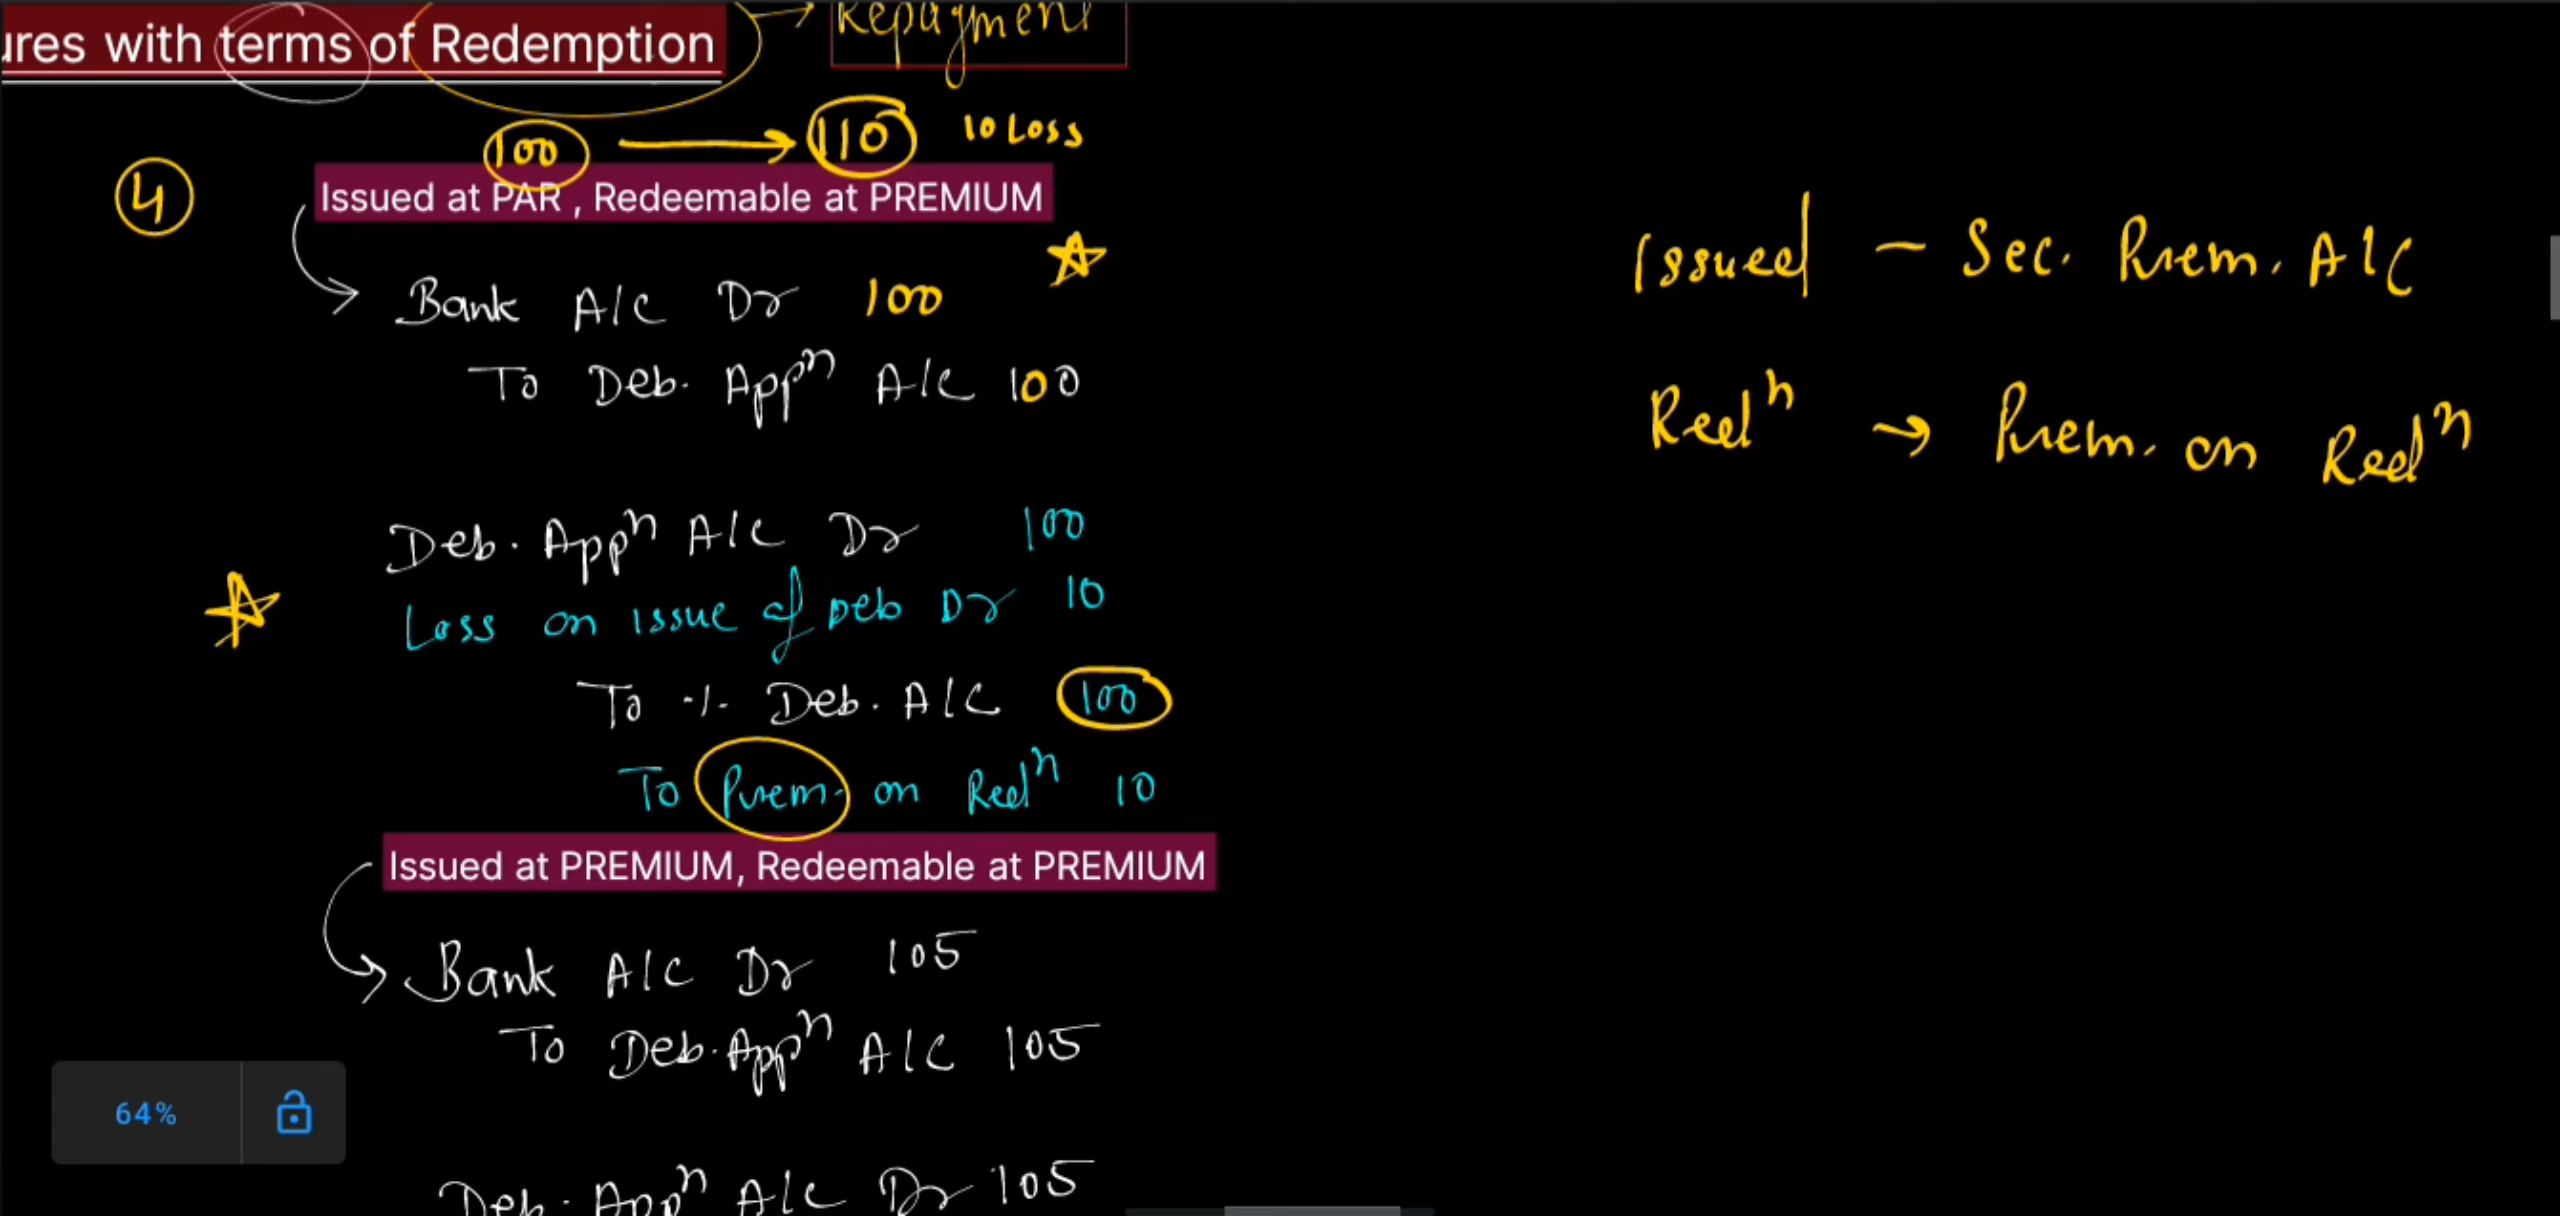 ures with terms of Redemption
Repayment
100 → 110 10 Loss
4
Issued at PAR , Redeemable at PREMIUM
Bank A/C Dr 100
To Deb. Appn A/C 100
Deb. Appn A/C Dr 100
Loss on issue of Deb Dr 10
To % Deb. A/C 100
To Prem. on Redn 10
Issued at PREMIUM, Redeemable at PREMIUM
Bank A/C Dr 105
To Deb. Appn A/C 105
Deb. Appn A/C Dr 105
Issued – Sec. Prem. A/C
Redn → Prem. on Redn
64%